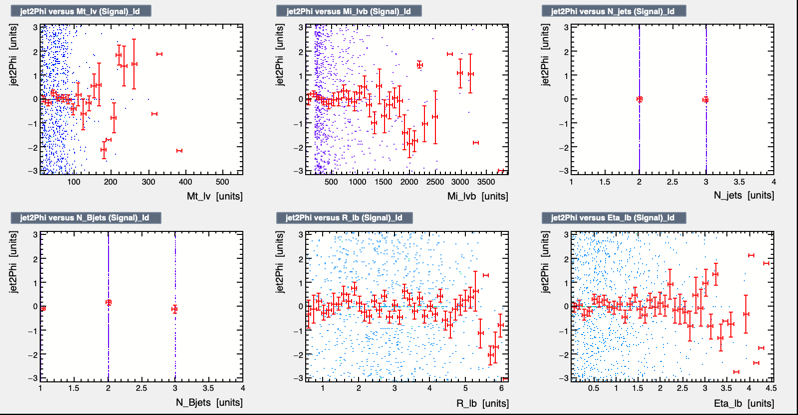 jet2Phi versus Mt_lv (Signal)_Id
jet2Phi versus Mi_lvb (Signal)_Id
jet2Phi versus N_jets (Signal)_Id
jet2Phi [units]
3
2
1
0
−1
−2
−3
100 200 300 400 500
Mt_lv [units]
jet2Phi [units]
3
2
1
0
−1
−2
−3
500 1000 1500 2000 2500 3000 3500
Mi_lvb [units]
jet2Phi [units]
3
2
1
0
−1
−2
−3
1 1.5 2 2.5 3 3.5 4
N_jets [units]
jet2Phi versus N_Bjets (Signal)_Id
jet2Phi versus R_lb (Signal)_Id
jet2Phi versus Eta_lb (Signal)_Id
jet2Phi [units]
3
2
1
0
−1
−2
−3
1 1.5 2 2.5 3 3.5 4
N_Bjets [units]
jet2Phi [units]
3
2
1
0
−1
−2
−3
1 2 3 4 5 6
R_lb [units]
jet2Phi [units]
3
2
1
0
−1
−2
−3
0.5 1 1.5 2 2.5 3 3.5 4 4.5
Eta_lb [units]